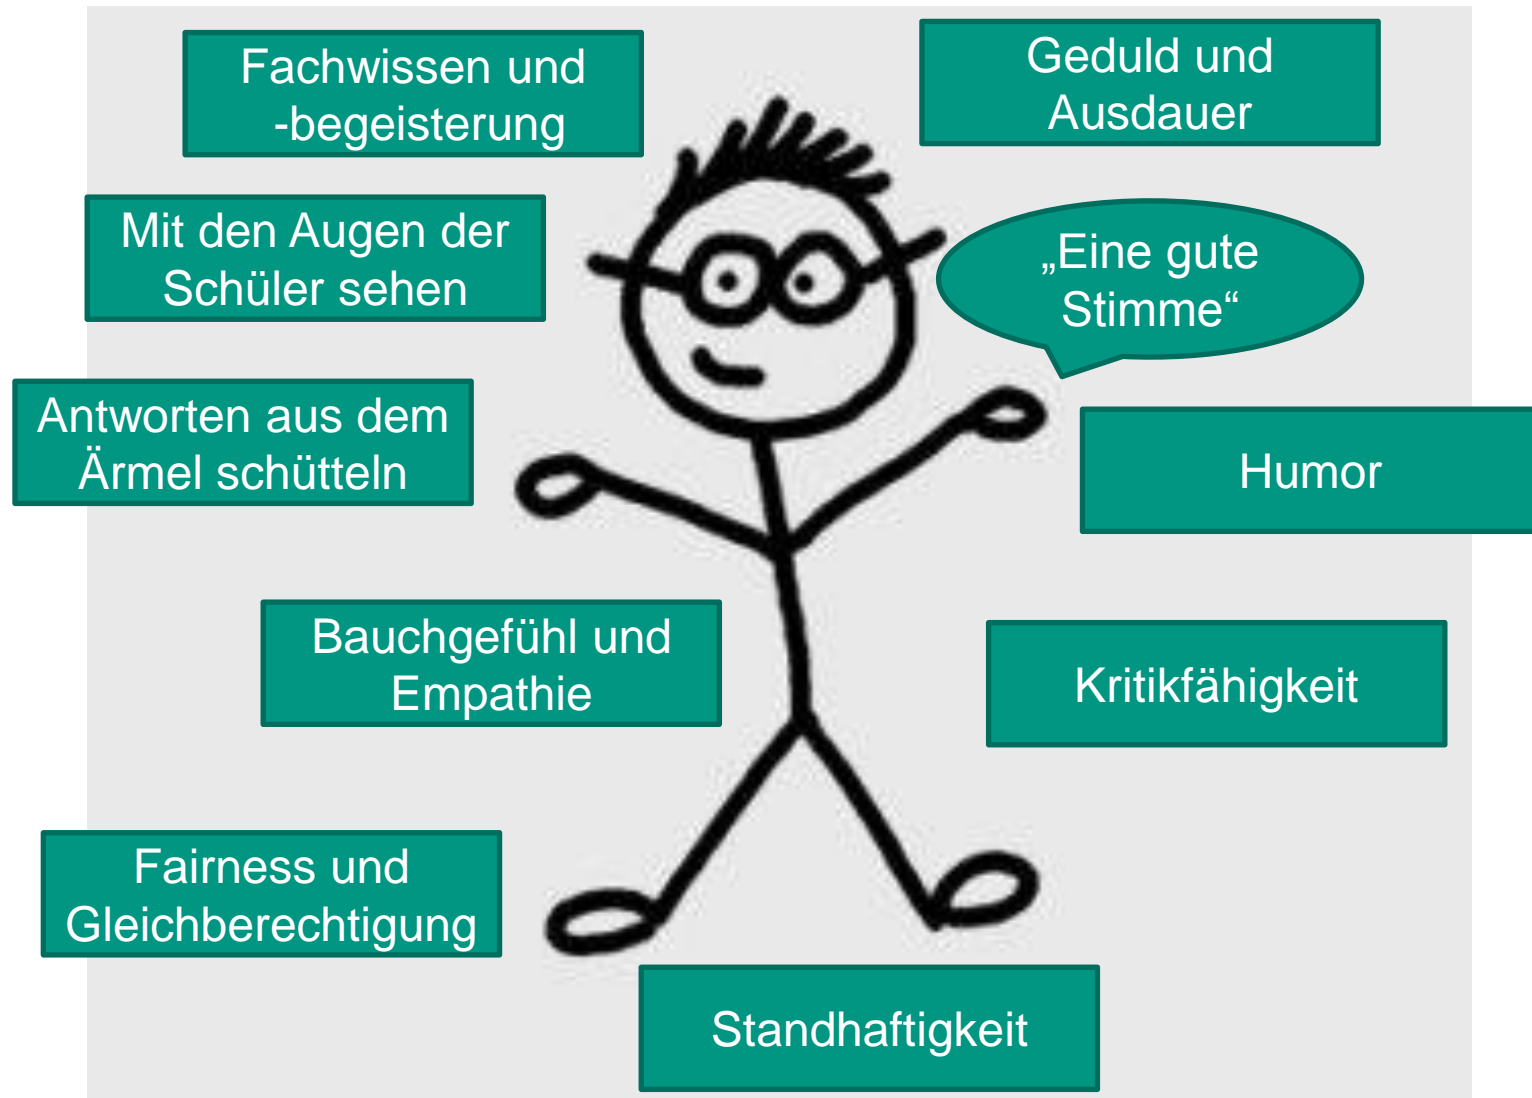 Fachwissen und
-begeisterung
Geduld und
Ausdauer
Mit den Augen der
Schüler sehen
„Eine gute
Stimme“
Antworten aus dem
Ärmel schütteln
Humor
Bauchgefühl und
Empathie
Kritikfähigkeit
Fairness und
Gleichberechtigung
Standhaftigkeit